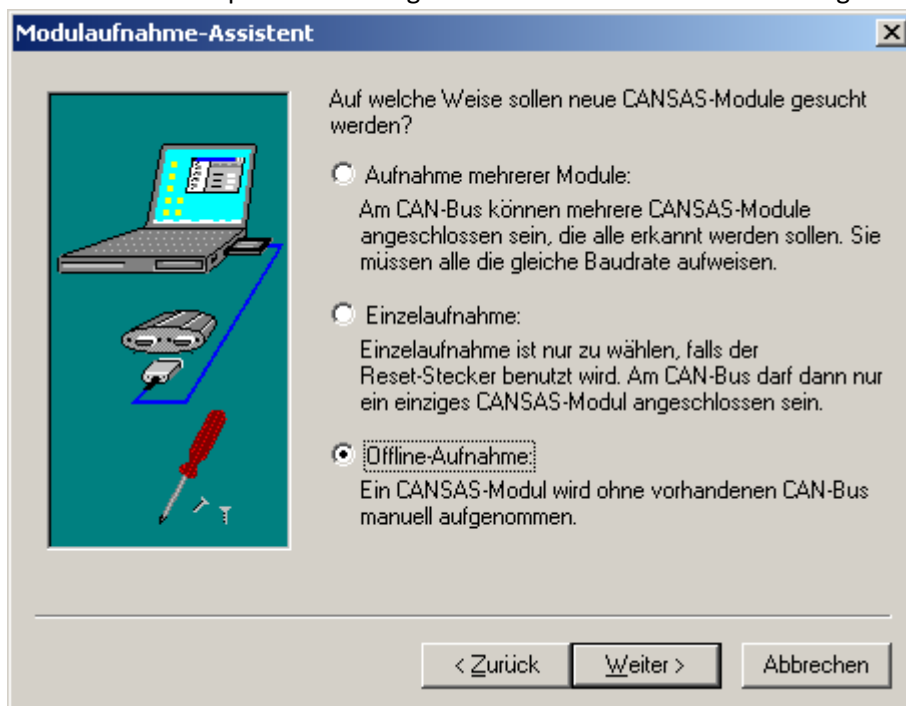 Modulaufnahme-Assistent
Auf welche Weise sollen neue CANSAS-Module gesucht
werden?
Aufnahme mehrerer Module:
Am CAN-Bus können mehrere CANSAS-Module
angeschlossen sein, die alle erkannt werden sollen. Sie
müssen alle die gleiche Baudrate aufweisen.
Einzelaufnahme:
Einzelaufnahme ist nur zu wählen, falls der
Reset-Stecker benutzt wird. Am CAN-Bus darf dann nur
ein einziges CANSAS-Modul angeschlossen sein.
Offline-Aufnahme:
Ein CANSAS-Modul wird ohne vorhandenen CAN-Bus
manuell aufgenommen.
< Zurück
Weiter >
Abbrechen